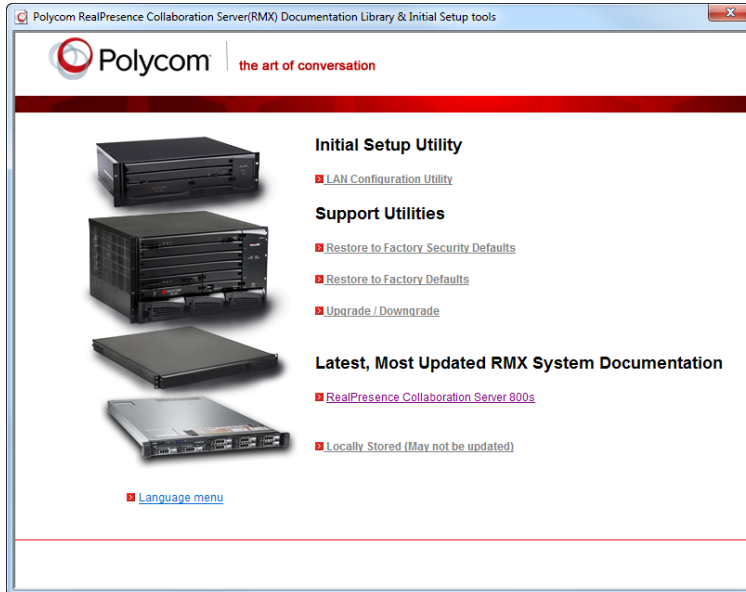 Polycom RealPresence Collaboration Server(RMX) Documentation Library & Initial Setup tools
Polycom
the art of conversation
Initial Setup Utility
LAN Configuration Utility
Support Utilities
Restore to Factory Security Defaults
Restore to Factory Defaults
Upgrade / Downgrade
Latest, Most Updated RMX System Documentation
RealPresence Collaboration Server 800s
Locally Stored (May not be updated)
Language menu